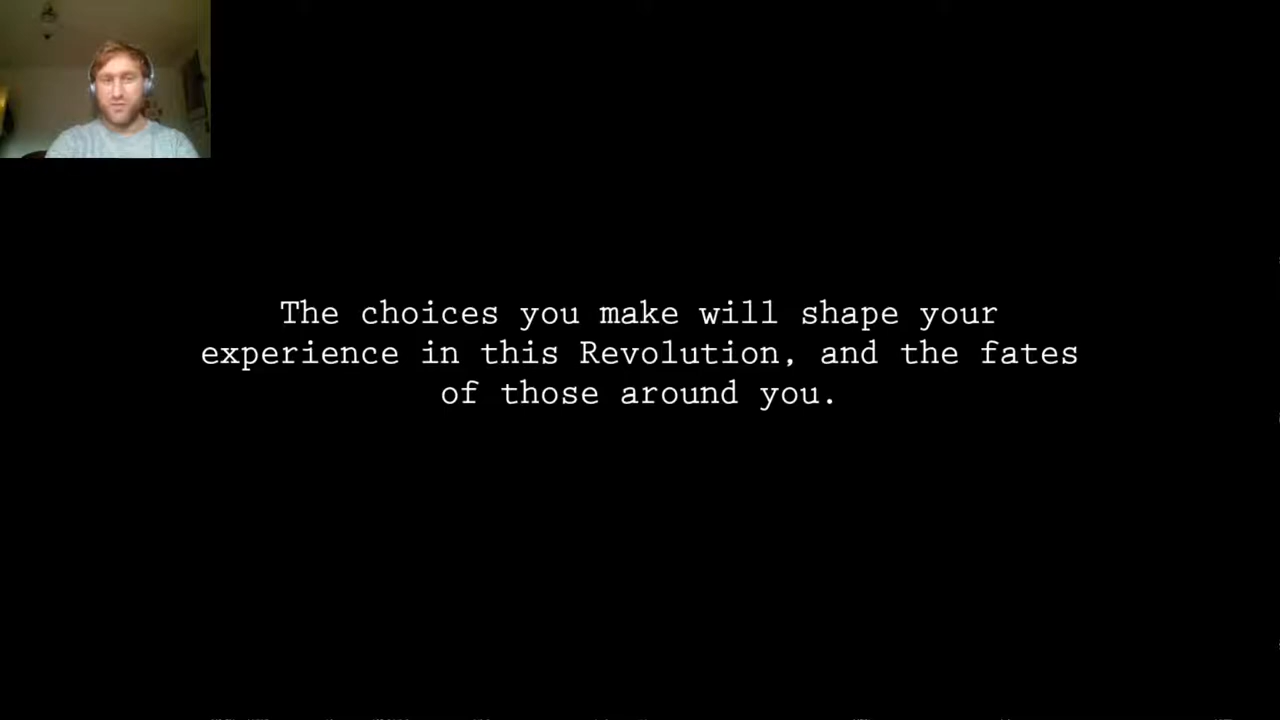 The choices you make will shape your
experience in this Revolution, and the fates
of those around you.